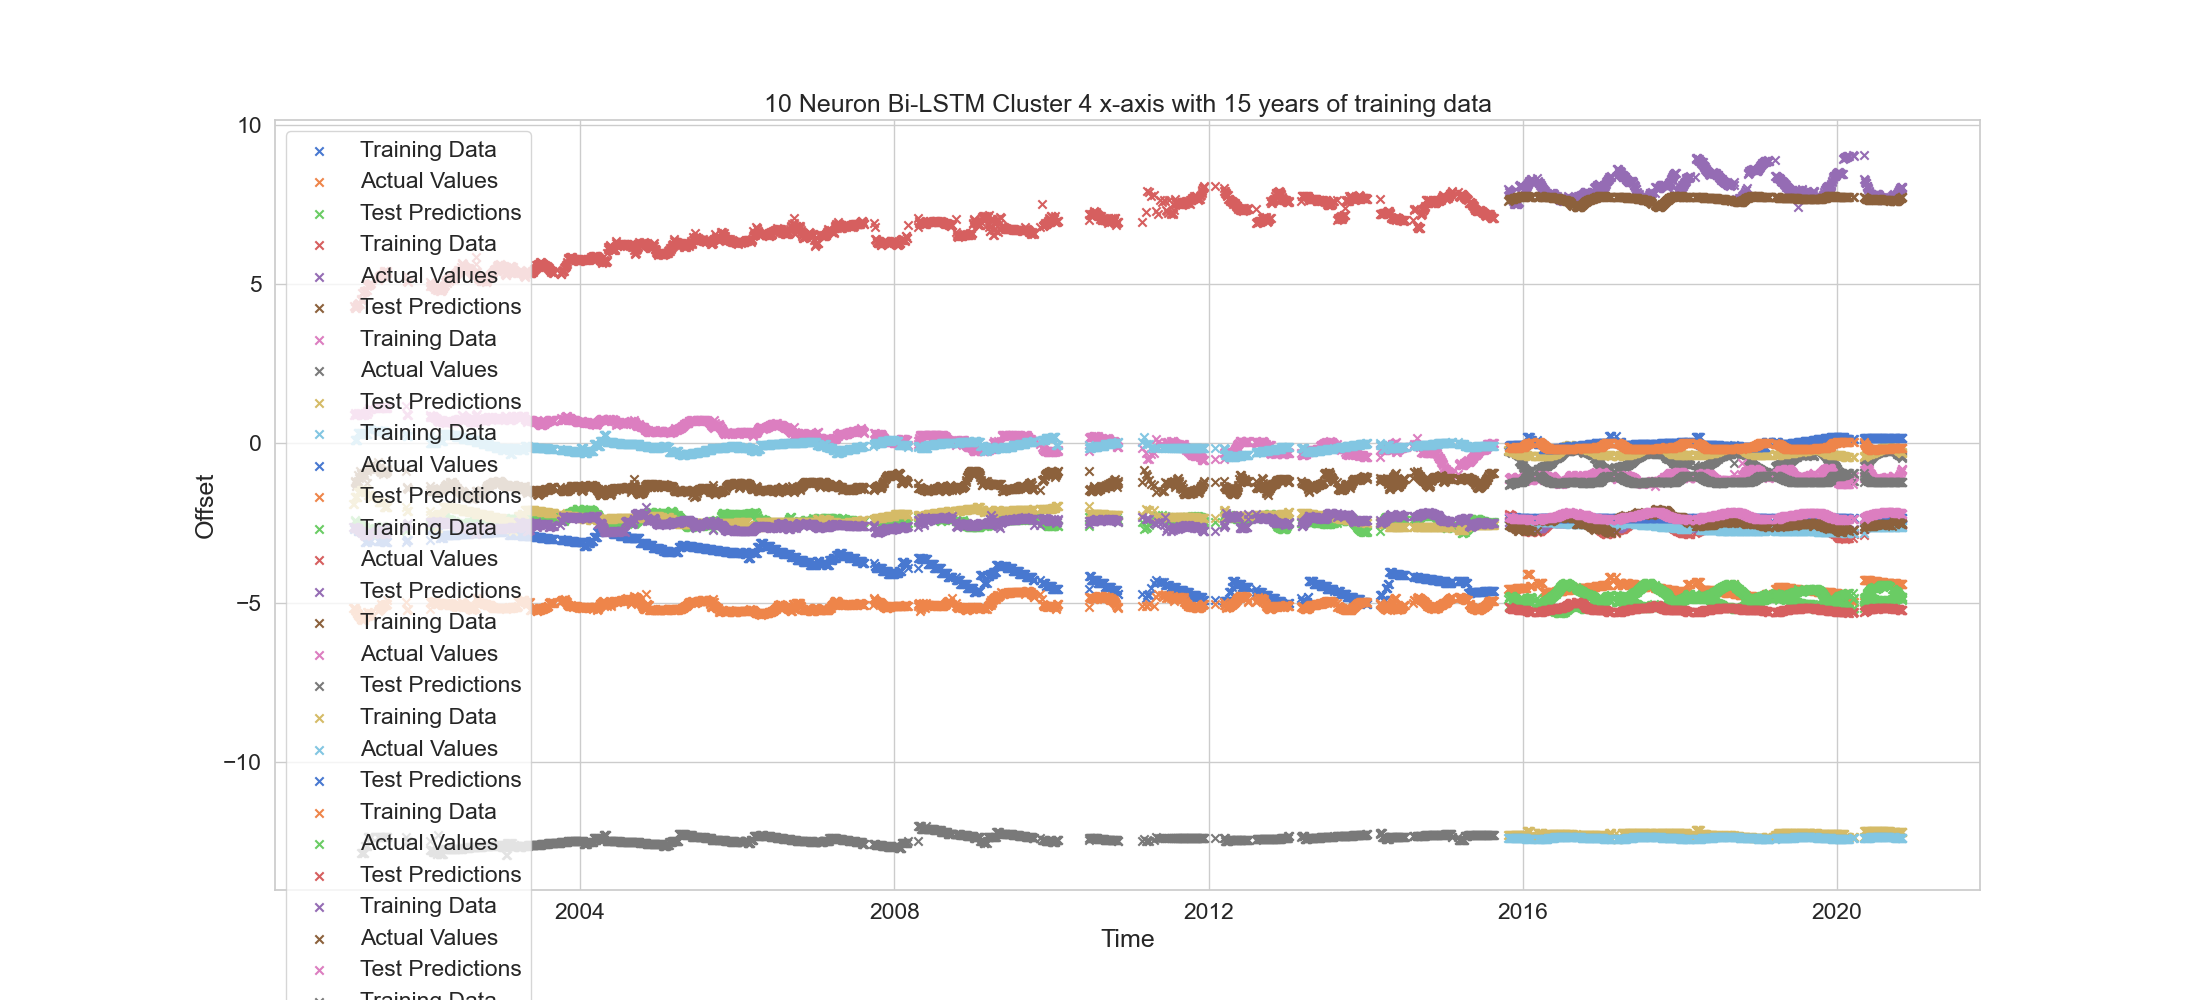 10 Neuron Bi-LSTM Cluster 4 x-axis with 15 years of training data
10
5
0
−5
−10
Offset
Training Data
Actual Values
Test Predictions
Training Data
Actual Values
Test Predictions
Training Data
Actual Values
Test Predictions
Training Data
Actual Values
Test Predictions
Training Data
Actual Values
Test Predictions
Training Data
Actual Values
Test Predictions
Training Data
Actual Values
Test Predictions
Training Data
Actual Values
Test Predictions
Training Data
Actual Values
Test Predictions
Training Data
2004
2008
2012
2016
2020
Time